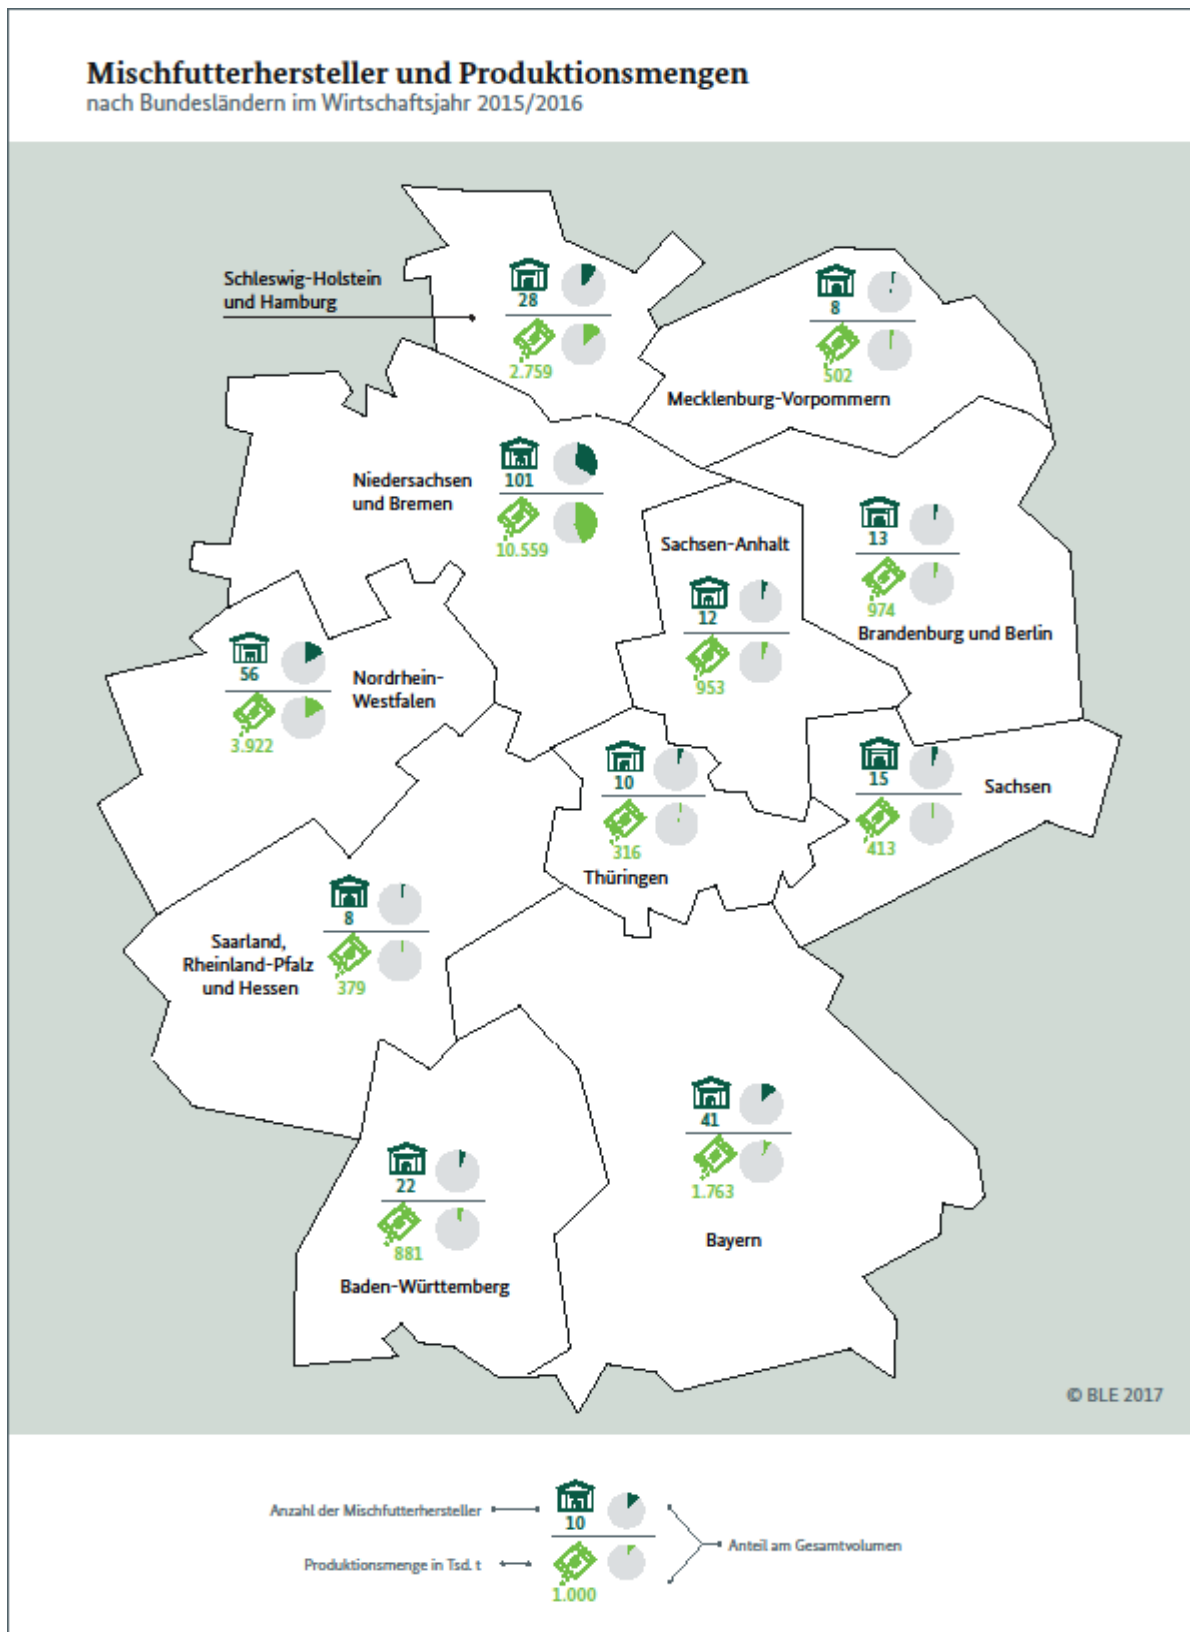 Mischfutterhersteller und Produktionsmengen
nach Bundesländern im Wirtschaftsjahr 2015/2016
Schleswig-Holstein
und Hamburg
28
2.759
8
502
Mecklenburg-Vorpommern
Niedersachsen
und Bremen
101
10.559
Sachsen-Anhalt
12
953
13
974
Brandenburg und Berlin
56
3.922
Nordrhein-
Westfalen
10
316
Thüringen
15
413
Sachsen
8
379
Saarland,
Rheinland-Pfalz
und Hessen
41
1.763
Bayern
22
881
Baden-Württemberg
© BLE 2017
Anzahl der Mischfutterhersteller
10
Produktionsmenge in Tsd. t
1.000
Anteil am Gesamtvolumen